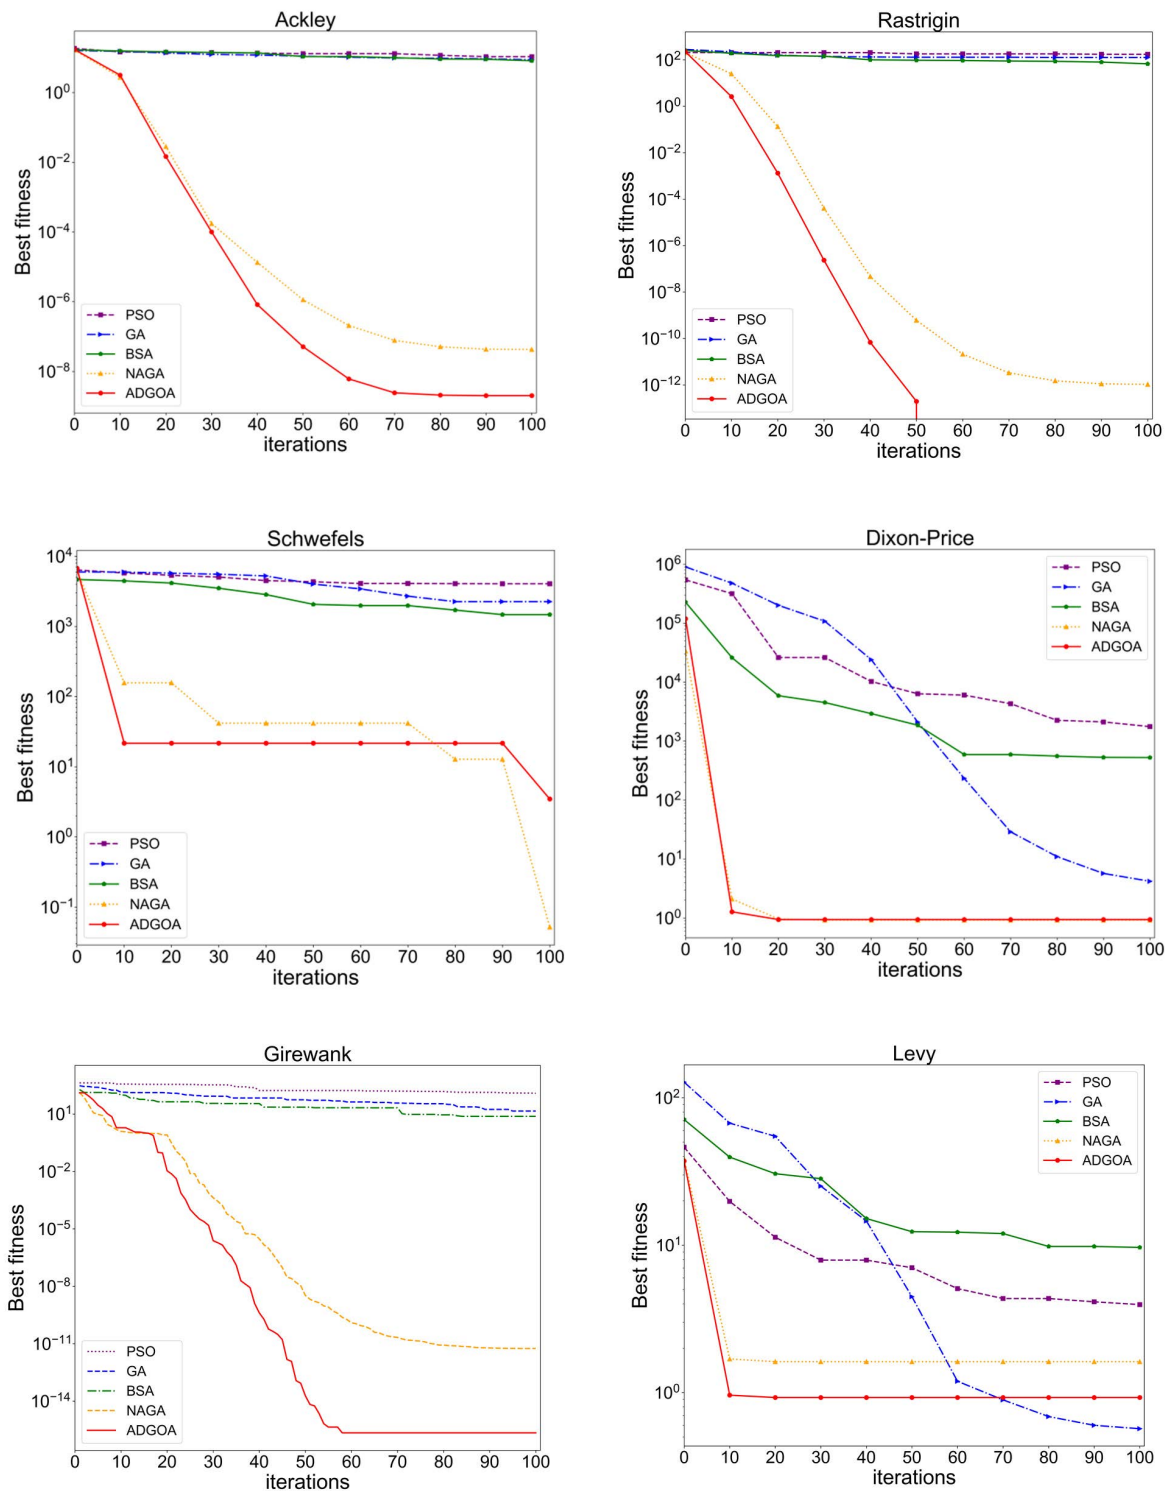 Ackley
Best fitness
10^0
10^−2
10^−4
10^−6
10^−8
PSO
GA
BSA
NAGA
ADGOA
0 10 20 30 40 50 60 70 80 90 100
iterations
Rastrigin
Best fitness
10^2
10^0
10^−2
10^−4
10^−6
10^−8
10^−10
10^−12
PSO
GA
BSA
NAGA
ADGOA
0 10 20 30 40 50 60 70 80 90 100
iterations
Schwefels
Best fitness
10^4
10^3
10^2
10^1
10^0
10^−1
PSO
GA
BSA
NAGA
ADGOA
0 10 20 30 40 50 60 70 80 90 100
iterations
Dixon-Price
Best fitness
10^6
10^5
10^4
10^3
10^2
10^1
10^0
PSO
GA
BSA
NAGA
ADGOA
0 10 20 30 40 50 60 70 80 90 100
iterations
Girewank
Best fitness
10^1
10^−2
10^−5
10^−8
10^−11
10^−14
PSO
GA
BSA
NAGA
ADGOA
0 10 20 30 40 50 60 70 80 90 100
iterations
Levy
Best fitness
10^2
10^1
10^0
PSO
GA
BSA
NAGA
ADGOA
0 10 20 30 40 50 60 70 80 90 100
iterations